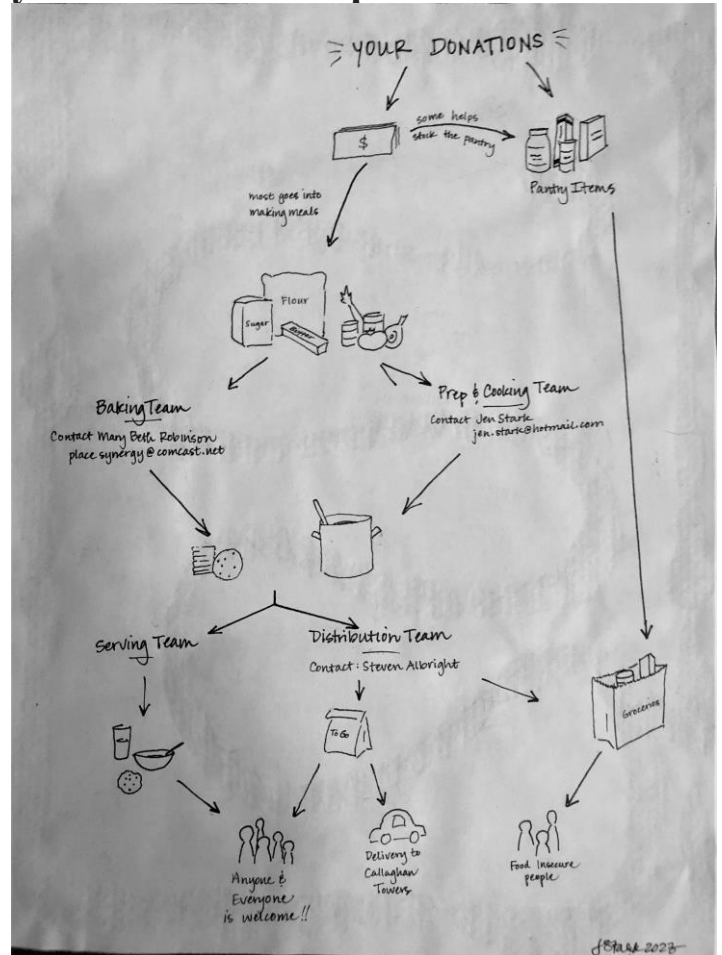 YOUR DONATIONS
$
some helps
stock the pantry
Pantry Items
most goes into
making meals
Flour
Sugar
Butter
Baking Team
Contact Mary Beth Robinson
place synergy@comcast.net
Prep & Cooking Team
Contact Jen Stark
jen.stark@hotmail.com
Serving Team
Distribution Team
Contact: Steven Albright
To Go
Groceries
Anyone &
Everyone
is welcome!!
Delivery to
Callaghan
Towers
Food Insecure
people
JStark 2023